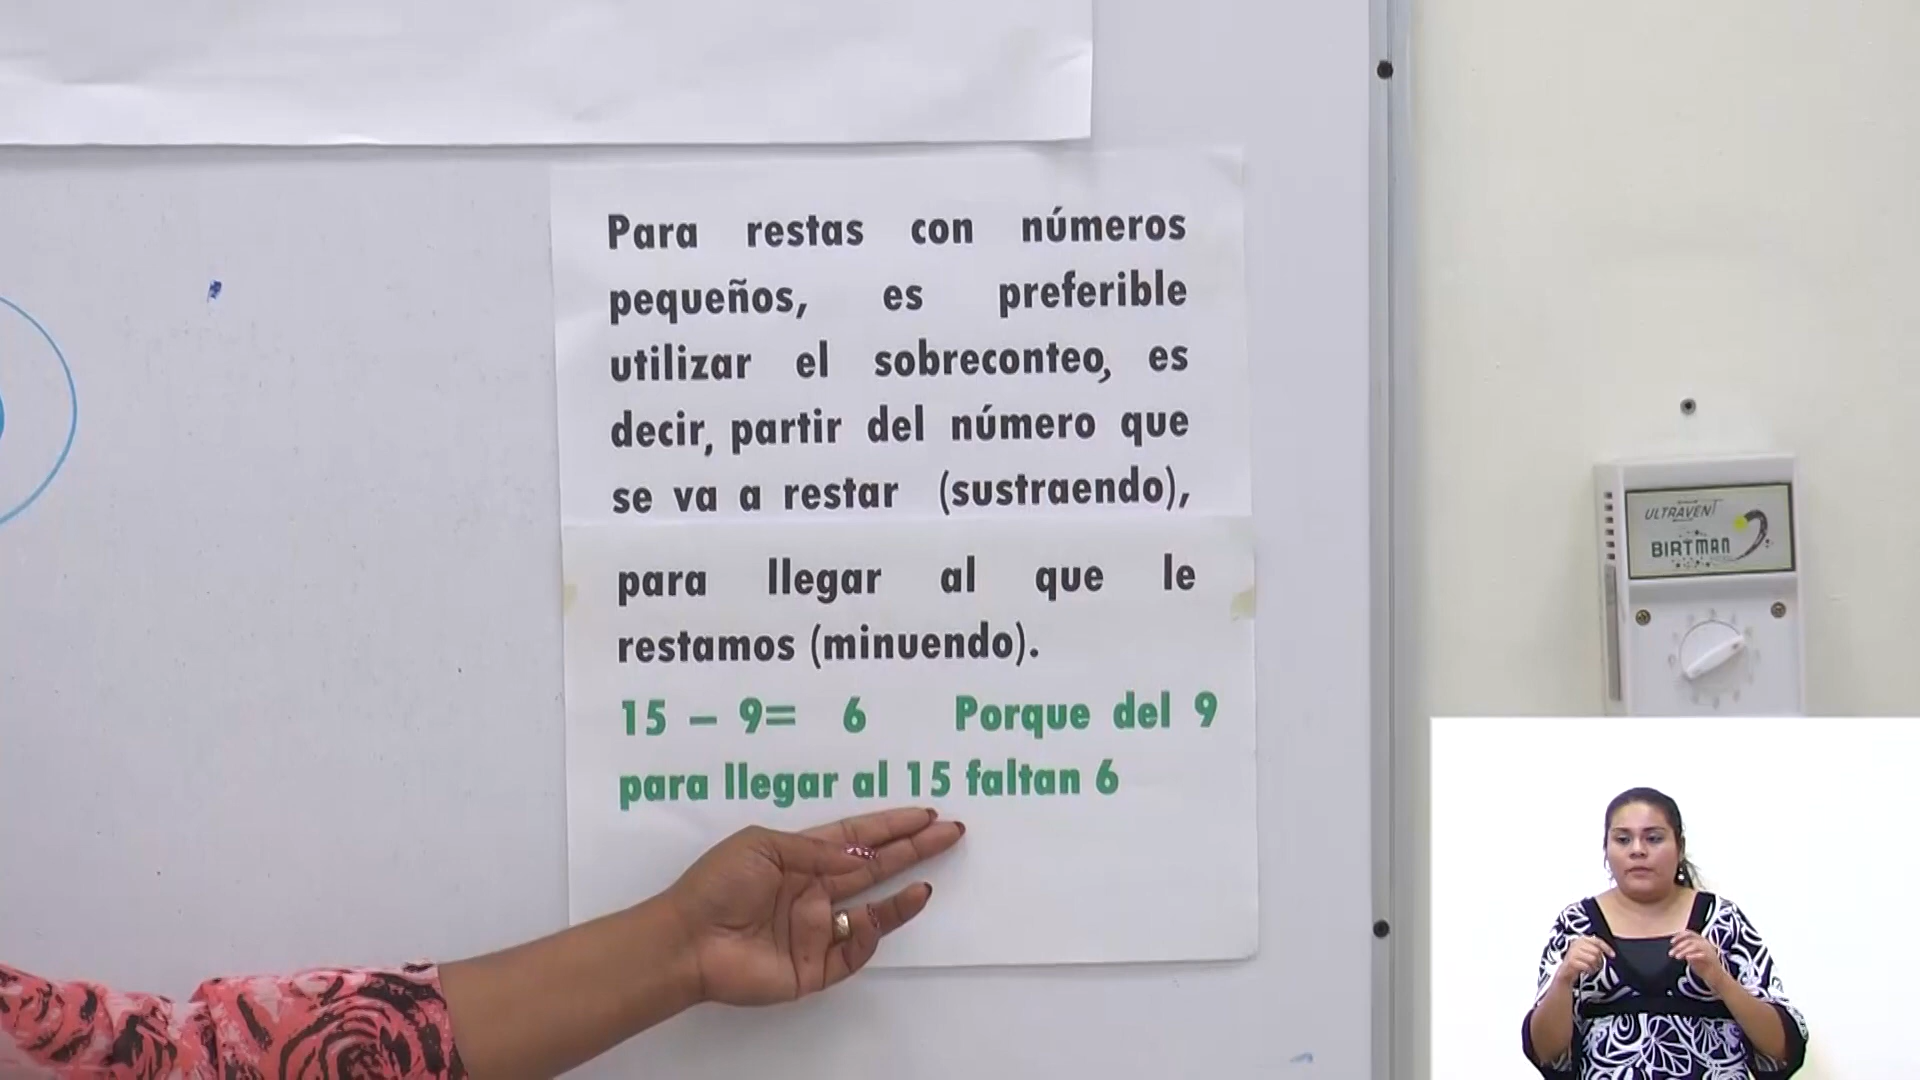 Para restas con números
pequeños, es preferible
utilizar el sobreconteo, es
decir, partir del número que
se va a restar (sustraendo),
para llegar al que le
restamos (minuendo).
15 – 9= 6 Porque del 9
para llegar al 15 faltan 6
ULTRAVENT
BIRTMAN